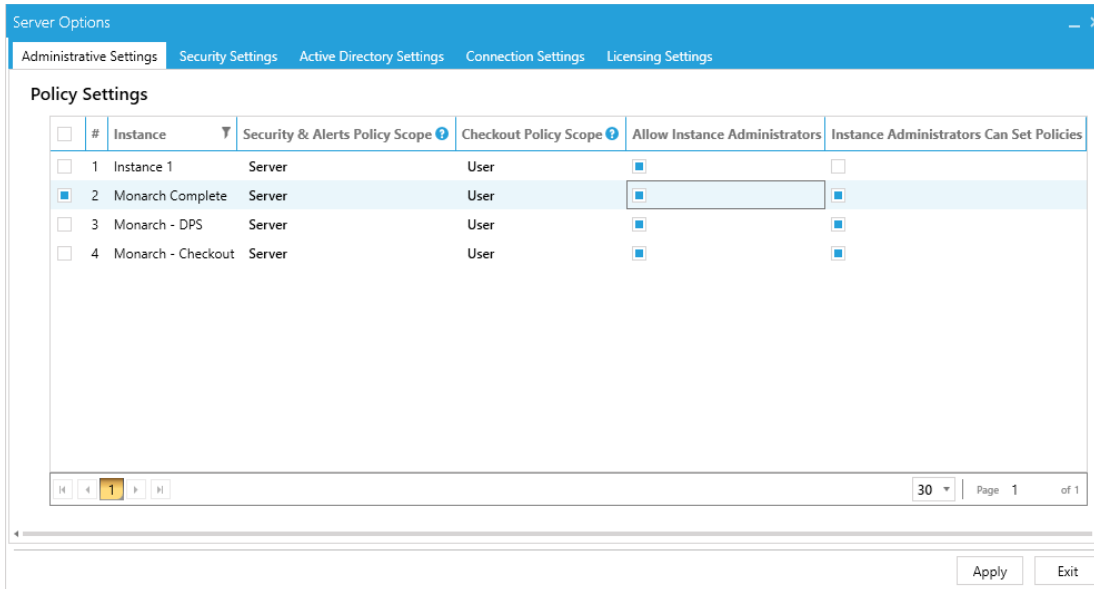 Server Options
Administrative Settings Security Settings Active Directory Settings Connection Settings Licensing Settings
Policy Settings
# Instance Security & Alerts Policy Scope ? Checkout Policy Scope ? Allow Instance Administrators Instance Administrators Can Set Policies
1 Instance 1 Server User
2 Monarch Complete Server User
3 Monarch - DPS Server User
4 Monarch - Checkout Server User
1 30 Page 1 of 1
Apply Exit